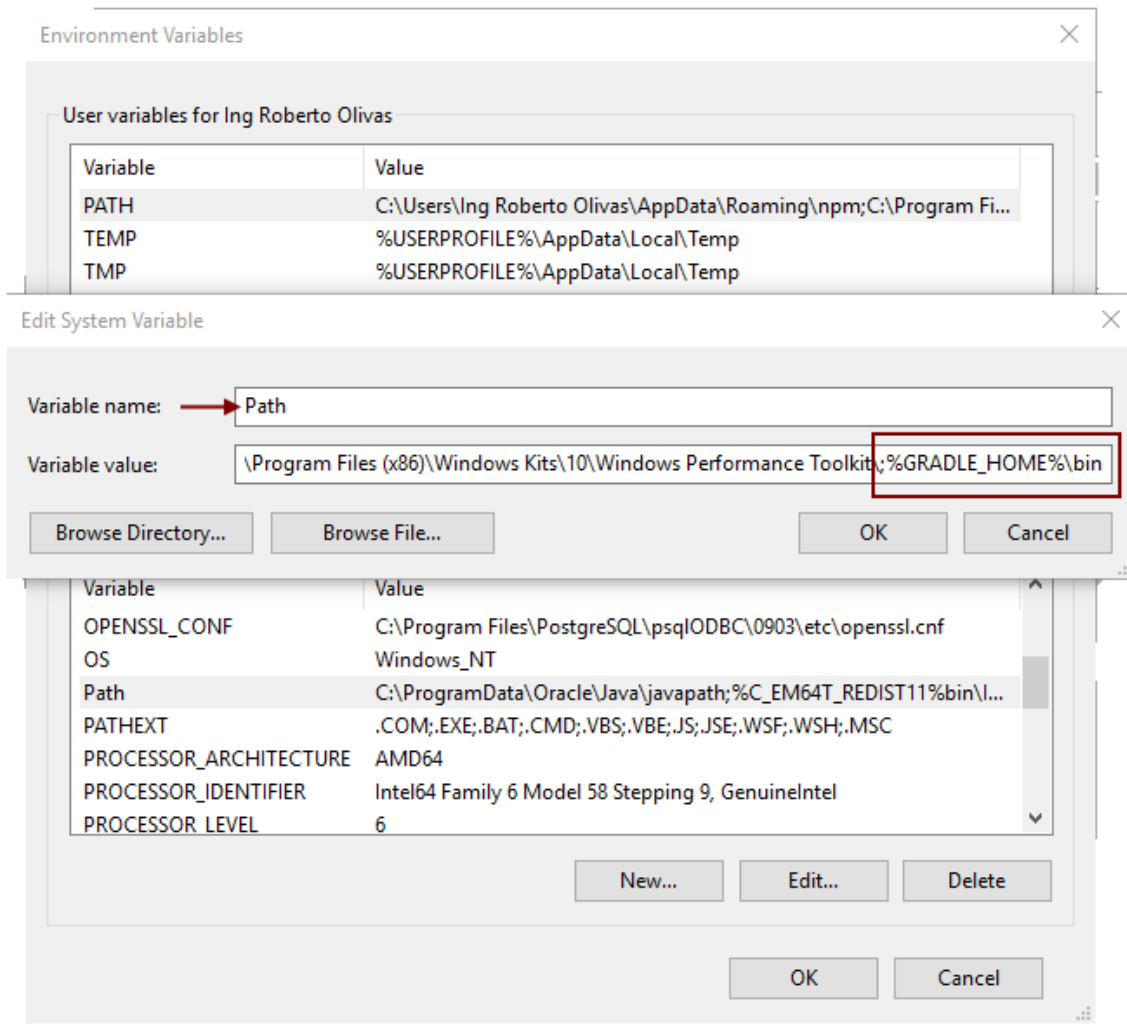 Environment Variables
User variables for Ing Roberto Olivas
Variable Value
PATH C:\Users\Ing Roberto Olivas\AppData\Roaming\npm;C:\Program Fi...
TEMP %USERPROFILE%\AppData\Local\Temp
TMP %USERPROFILE%\AppData\Local\Temp
Edit System Variable
Variable name: Path
Variable value: \Program Files (x86)\Windows Kits\10\Windows Performance Toolkit\;%GRADLE_HOME%\bin
Browse Directory... Browse File... OK Cancel
Variable Value
OPENSSL_CONF C:\Program Files\PostgreSQL\psqlODBC\0903\etc\openssl.cnf
OS Windows_NT
Path C:\ProgramData\Oracle\Java\javapath;%C_EM64T_REDIST11%bin\I...
PATHEXT .COM;.EXE;.BAT;.CMD;.VBS;.VBE;.JS;.JSE;.WSF;.WSH;.MSC
PROCESSOR_ARCHITECTURE AMD64
PROCESSOR_IDENTIFIER Intel64 Family 6 Model 58 Stepping 9, GenuineIntel
PROCESSOR_LEVEL 6
New... Edit... Delete
OK Cancel